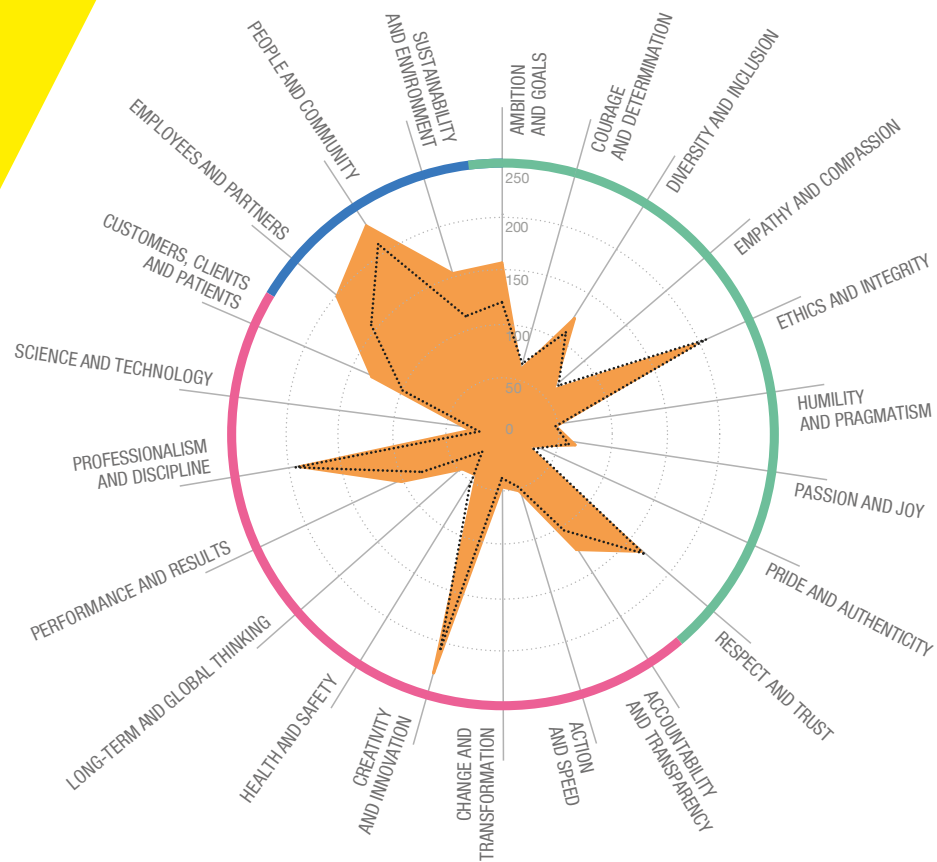 AMBITION
AND GOALS
COURAGE
AND DETERMINATION
DIVERSITY AND INCLUSION
EMPATHY AND COMPASSION
ETHICS AND INTEGRITY
HUMILITY
AND PRAGMATISM
PASSION AND JOY
PRIDE AND AUTHENTICITY
RESPECT AND TRUST
ACCOUNTABILITY
AND TRANSPARENCY
ACTION
AND SPEED
CHANGE AND
TRANSFORMATION
CREATIVITY
AND INNOVATION
HEALTH AND SAFETY
LONG-TERM AND GLOBAL THINKING
PERFORMANCE AND RESULTS
PROFESSIONALISM
AND DISCIPLINE
SCIENCE AND TECHNOLOGY
CUSTOMERS, CLIENTS
AND PATIENTS
EMPLOYEES AND PARTNERS
PEOPLE AND COMMUNITY
SUSTAINABILITY
AND ENVIRONMENT
250
200
150
100
50
0